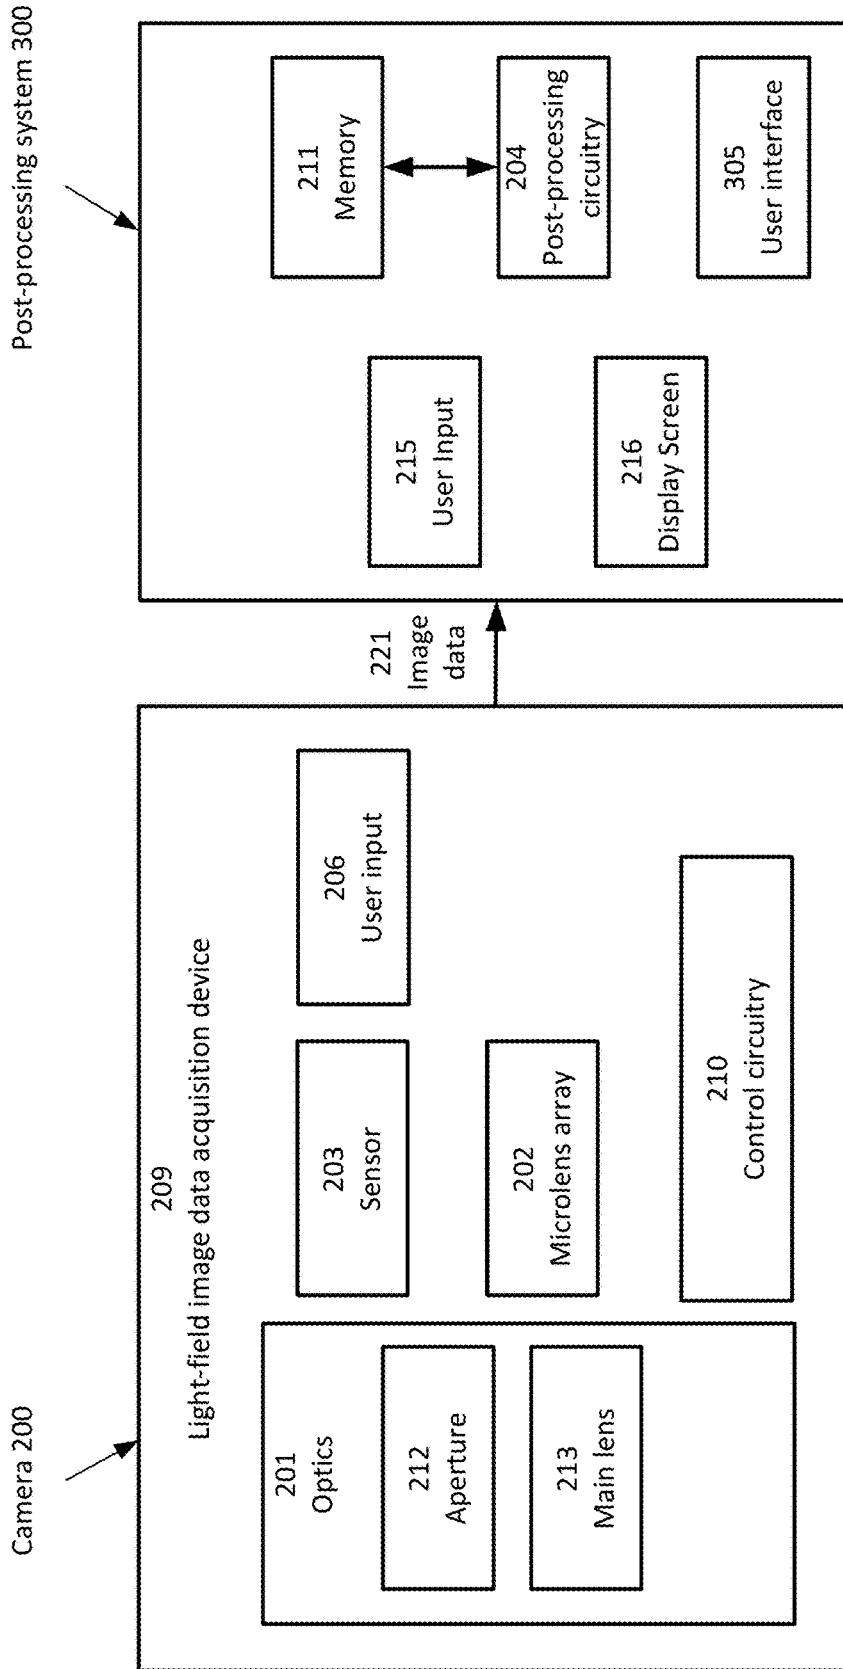 Camera 200
209
Light-field image data acquisition device
201
Optics
212
Aperture
213
Main lens
203
Sensor
202
Microlens array
206
User input
210
Control circuitry
221
Image
data
Post-processing system 300
215
User Input
216
Display Screen
211
Memory
204
Post-processing
circuitry
305
User interface